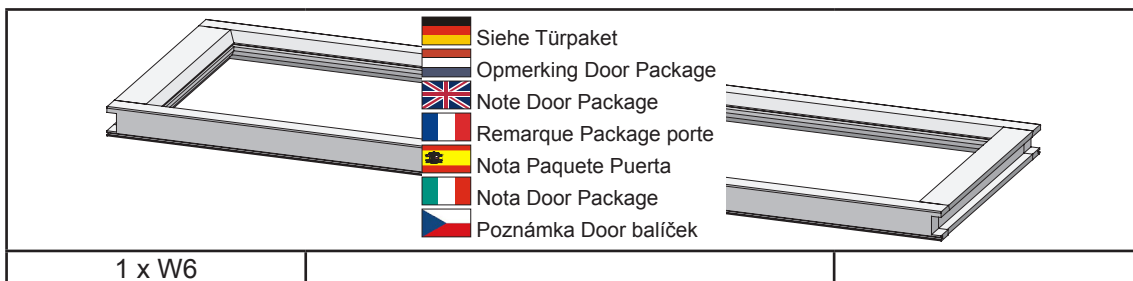 Siehe Türpaket
Opmerking Door Package
Note Door Package
Remarque Package porte
Nota Paquete Puerta
Nota Door Package
Poznámka Door balíček
1 x W6